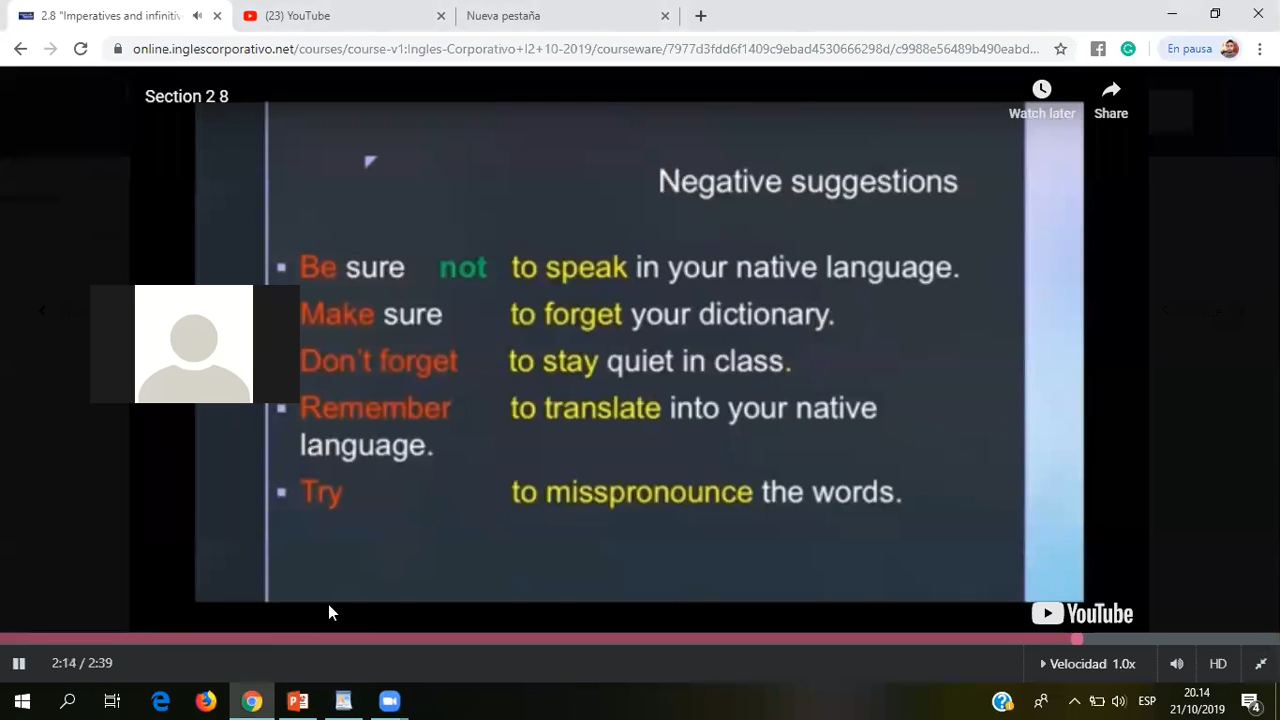 2.8 "Imperatives and infinitiv
(23) YouTube
Nueva pestaña
online.inglescorporativo.net/courses/course-v1:Ingles-Corporativo+I2+10-2019/courseware/7977d3fdd6f1409c9ebad4530666298d/c9988e56489b490eabd...
En pausa
Section 2 8
Watch later
Share
Negative suggestions
Be sure not to speak in your native language.
Make sure to forget your dictionary.
Don't forget to stay quiet in class.
Remember to translate into your native
language.
Try to misspronounce the words.
YouTube
2:14 / 2:39
Velocidad 1.0x
HD
ESP
20.14
21/10/2019
4